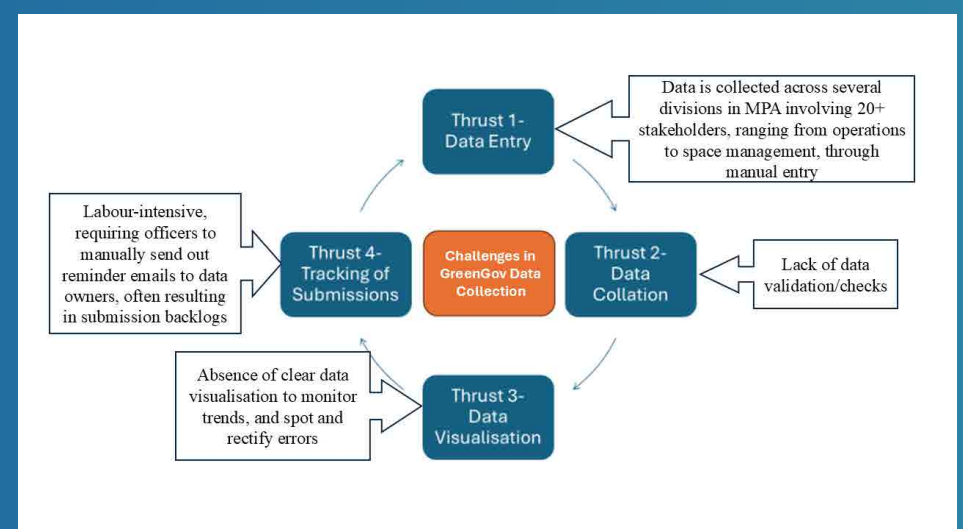 Thrust 1-
Data Entry
Data is collected across several
divisions in MPA involving 20+
stakeholders, ranging from operations
to space management, through
manual entry
Labour-intensive,
requiring officers to
manually send out
reminder emails to data
owners, often resulting
in submission backlogs
Thrust 4-
Tracking of
Submissions
Challenges in
GreenGov Data
Collection
Thrust 2-
Data
Collation
Lack of data
validation/checks
Absence of clear data
visualisation to monitor
trends, and spot and
rectify errors
Thrust 3-
Data
Visualisation